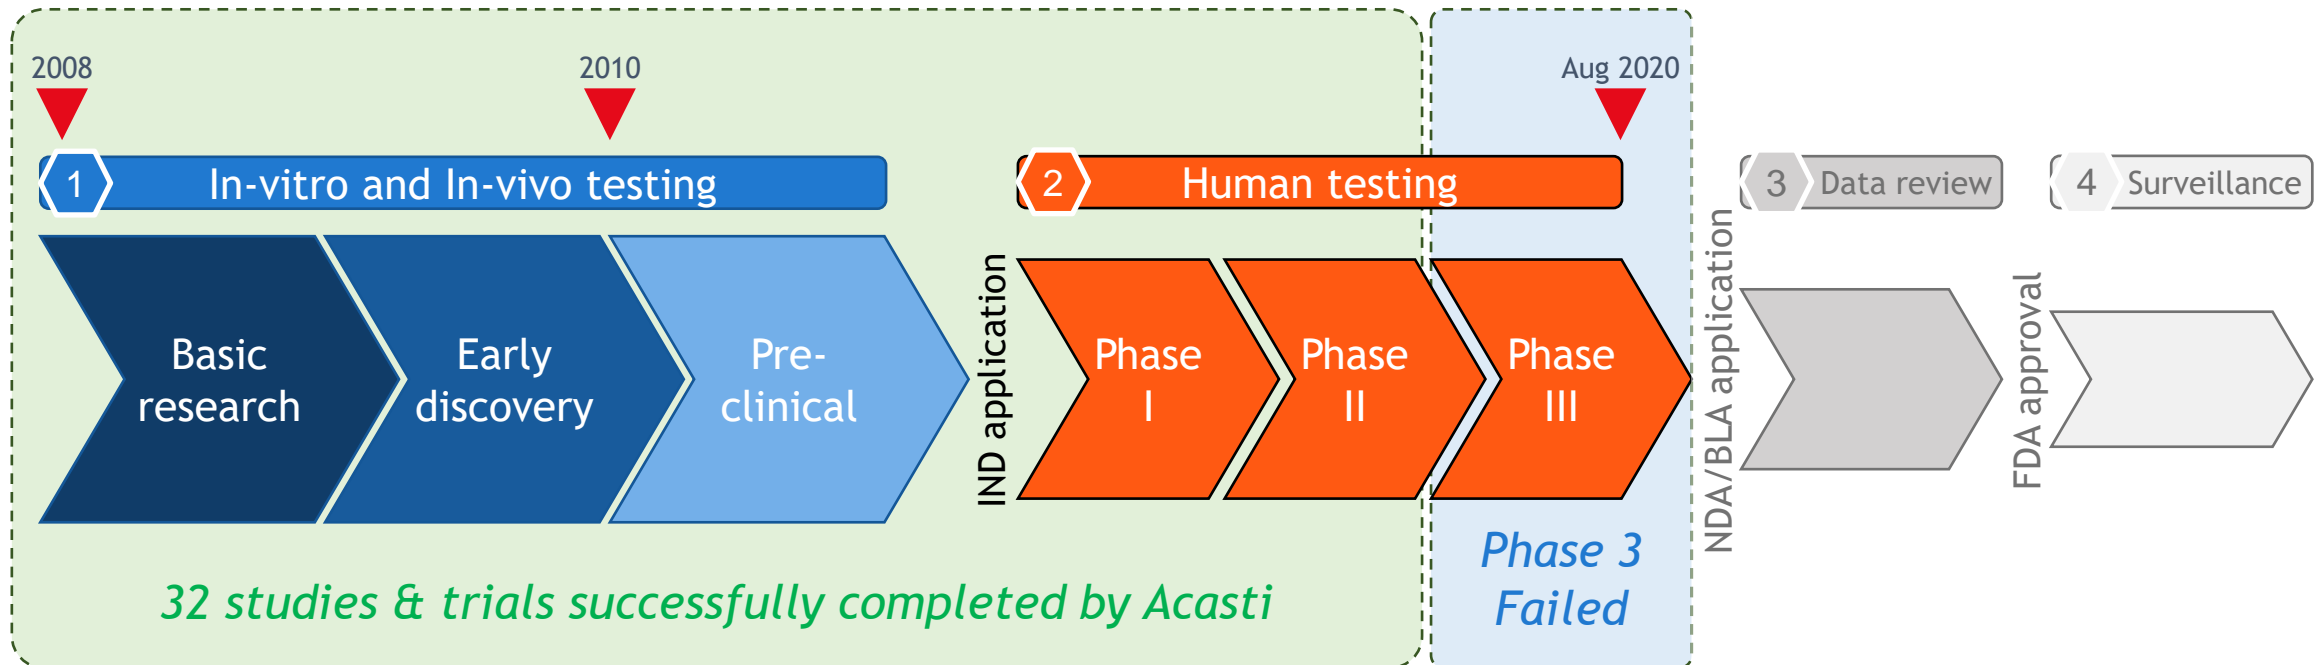 2008
2010
Aug 2020
1
In-vitro and In-vivo testing
2
Human testing
3
Data review
4
Surveillance
Basic
research
Early
discovery
Pre-
clinical
IND application
Phase
I
Phase
II
Phase
III
NDA/BLA application
FDA approval
32 studies & trials successfully completed by Acasti
Phase 3
Failed